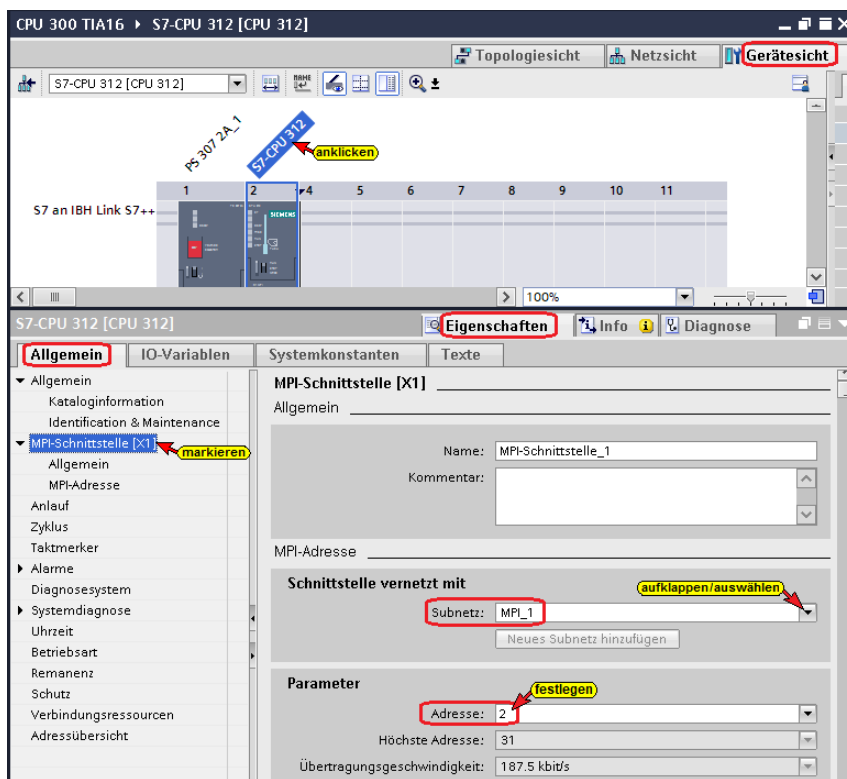 CPU 300 TIA16 ▸ S7-CPU 312 [CPU 312]
Topologiesicht Netzsicht Gerätesicht
S7-CPU 312 [CPU 312]
PS 307 2A_1
S7-CPU 312
anklicken
1 2 4 5 6 7 8 9 10 11
S7 an IBH Link S7++
SIEMENS
100%
S7-CPU 312 [CPU 312]
Eigenschaften Info Diagnose
Allgemein IO-Variablen Systemkonstanten Texte
Allgemein
Kataloginformation
Identification & Maintenance
MPI-Schnittstelle [X1]
markieren
Allgemein
MPI-Adresse
Anlauf
Zyklus
Taktmerker
Alarme
Diagnosesystem
Systemdiagnose
Uhrzeit
Betriebsart
Remanenz
Schutz
Verbindungsressourcen
Adressübersicht
MPI-Schnittstelle [X1]
Allgemein
Name: MPI-Schnittstelle_1
Kommentar:
MPI-Adresse
Schnittstelle vernetzt mit
aufklappen/auswählen
Subnetz: MPI_1
Neues Subnetz hinzufügen
Parameter
festlegen
Adresse: 2
Höchste Adresse: 31
Übertragungsgeschwindigkeit: 187.5 kbit/s